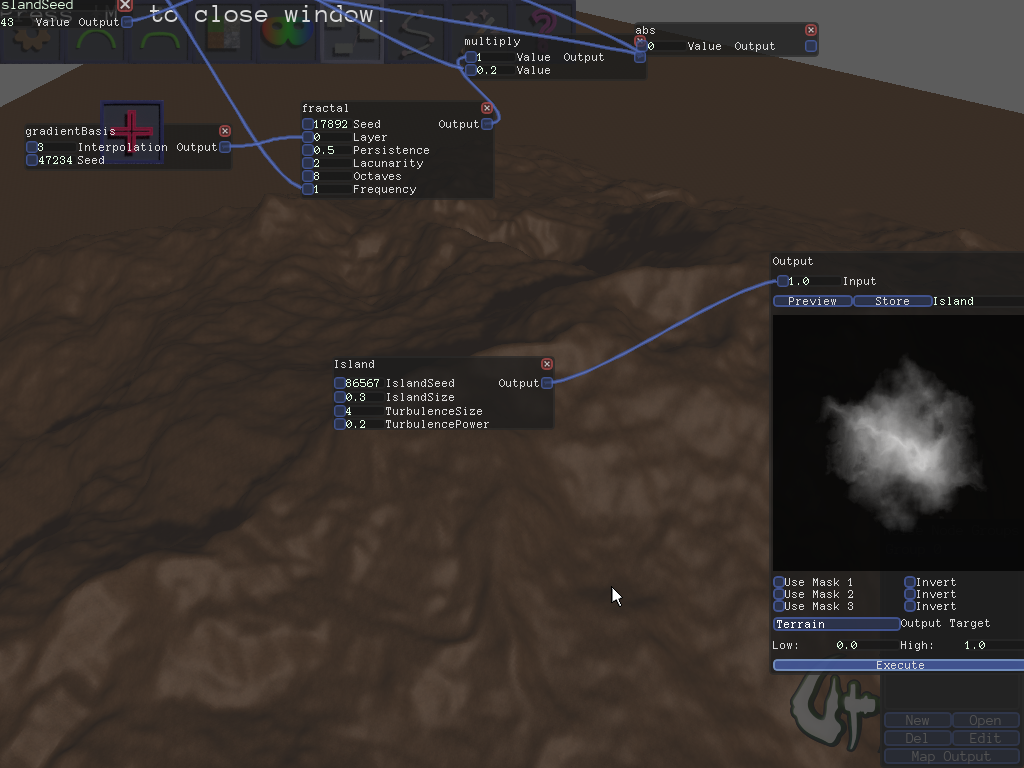 slandSeed
43 Value Output
to close window.
multiply
1 Value Output
0.2 Value
abs
0 Value Output
gradientBasis
3 Interpolation Output
47234 Seed
fractal
17892 Seed Output
0 Layer
0.5 Persistence
2 Lacunarity
8 Octaves
1 Frequency
Island
86567 IslandSeed Output
0.3 IslandSize
4 TurbulenceSize
0.2 TurbulencePower
Output
1.0 Input
Preview Store Island
Use Mask 1 Invert
Use Mask 2 Invert
Use Mask 3 Invert
Terrain Output Target
Low: 0.0 High: 1.0
Execute
New Open
Del Edit
Map Output